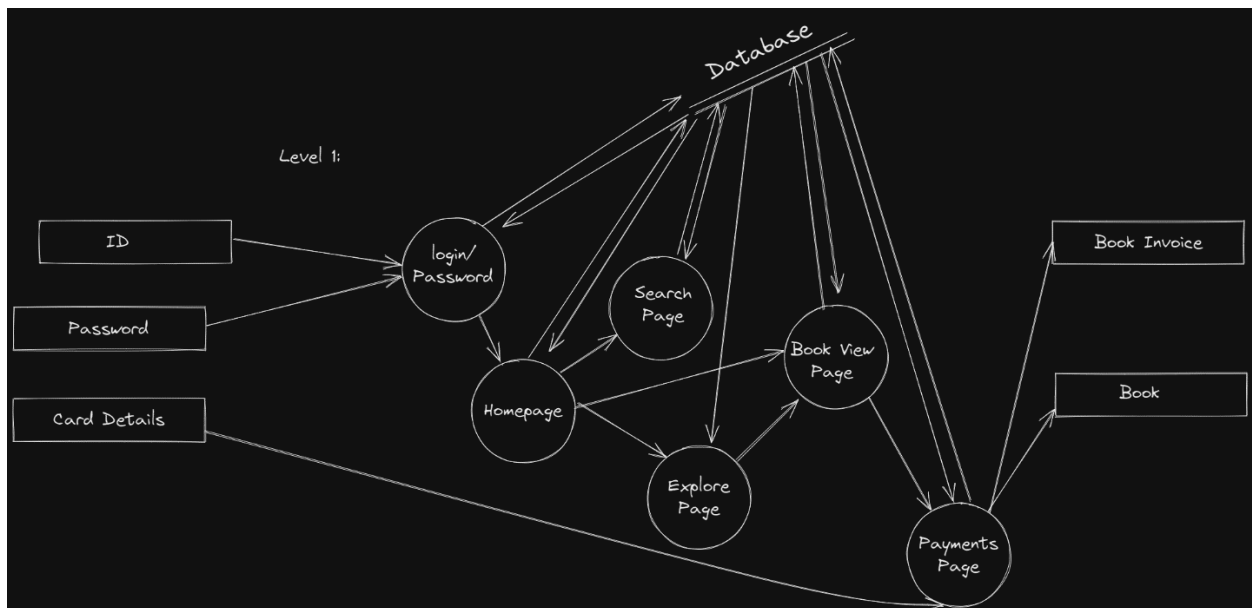 Database
Level 1:
ID
login/
Password
Book Invoice
Search
Page
Password
Book View
Page
Card Details
Homepage
Book
Explore
Page
Payments
Page